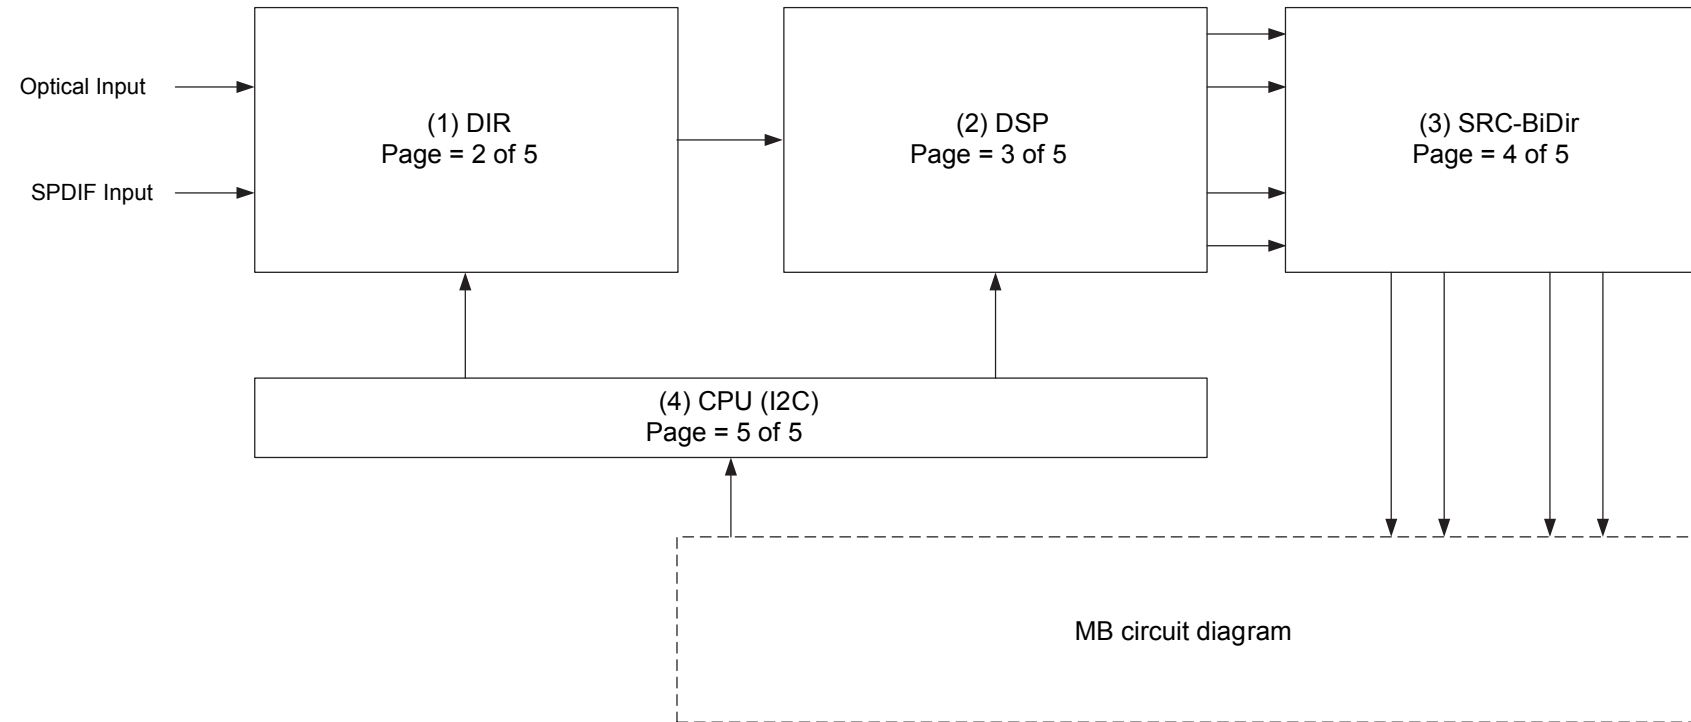 Optical Input
SPDIF Input
(1) DIR
Page = 2 of 5
(2) DSP
Page = 3 of 5
(3) SRC-BiDir
Page = 4 of 5
(4) CPU (I2C)
Page = 5 of 5
MB circuit diagram